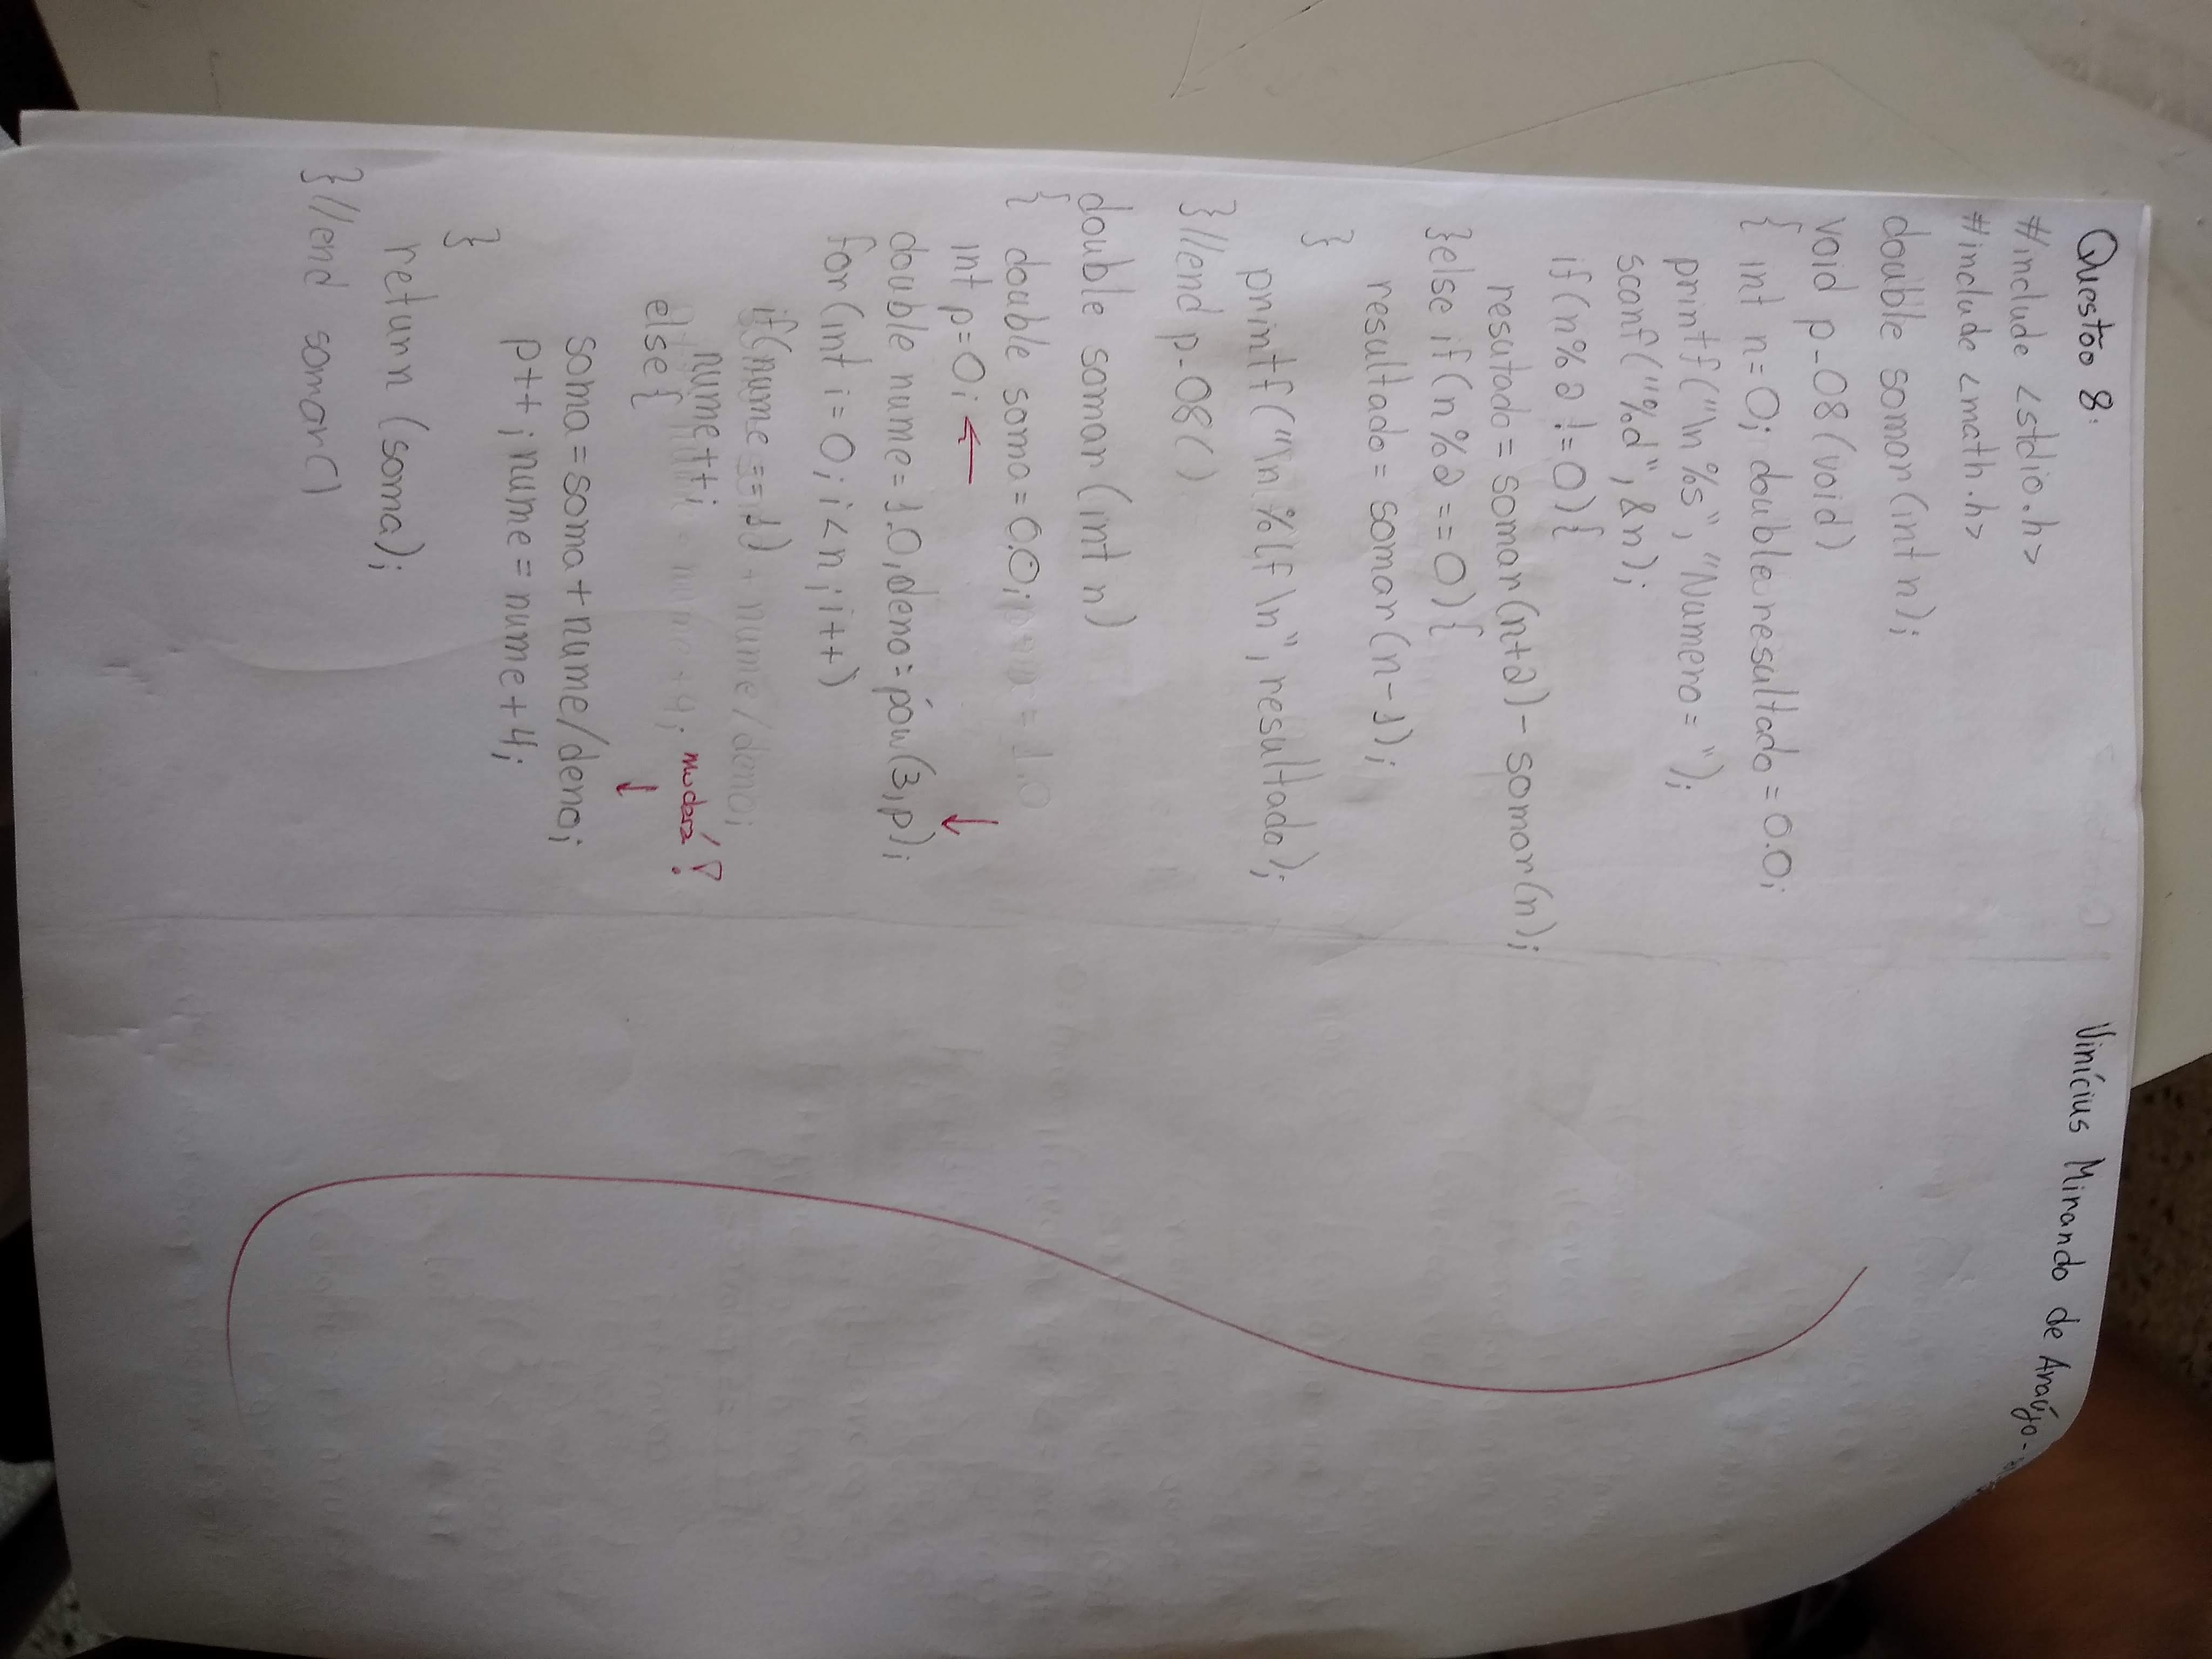 Questão 8: Vinícius Miranda de Araújo-
#include <stdio.h>
#include <math.h>
double somar(int n);
void p-08(void)
{ int n=0; double resultado = 0.0;
printf("\n%s", "Numero = ");
scanf("%d", &n);
if(n%2 != 0){
resutado = somar(n+2) - somar(n);
}else if(n%2 == 0){
resultado = somar(n-1);
}
printf("\n%lf\n", resultado);
}//end p-08()
double somar(int n)
{ double soma = 0.0;
int p=0; ←
double nume = 1.0, deno = pow(3,p);
for(int i = 0; i < n; i++)
if(nume == 1)
nume++;
else{ mudará?
soma = soma + nume/deno;
p++; nume = nume + 4;
}
return (soma);
}//end somar()